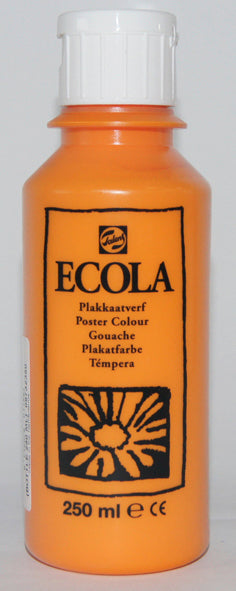 Talens
ECOLA
Plakkaatverf
Poster Colour
Gouache
Plakatfarbe
Témpera
250 ml e CE